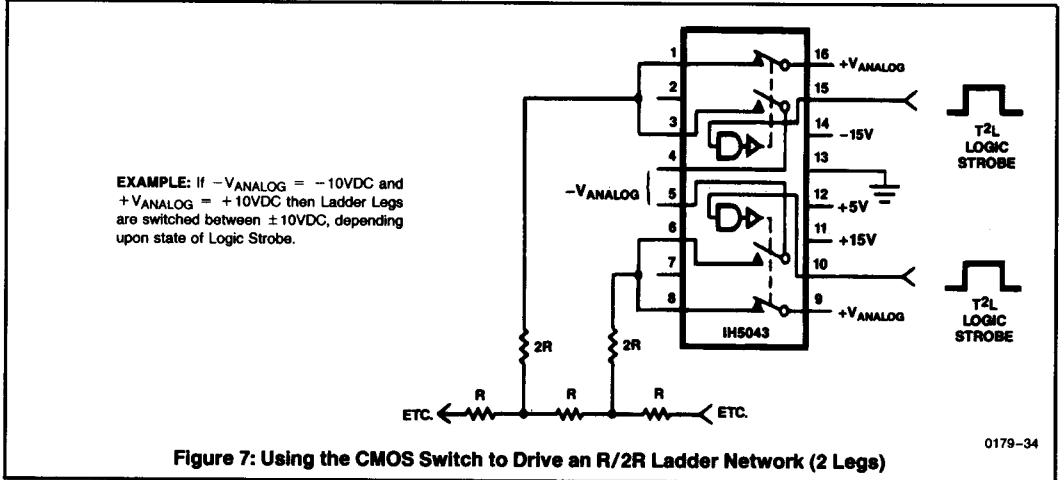 1
16
+VANALOG
2
15
3
14
-15V
T2L
LOGIC
STROBE
4
13
-VANALOG
5
12
+5V
6
11
+15V
7
10
8
9
+VANALOG
IH5043
T2L
LOGIC
STROBE
EXAMPLE: If -VANALOG = -10VDC and
+VANALOG = +10VDC then Ladder Legs
are switched between ±10VDC, depending
upon state of Logic Strobe.
2R
2R
ETC.
R
R
R
ETC.
0179-34
Figure 7: Using the CMOS Switch to Drive an R/2R Ladder Network (2 Legs)